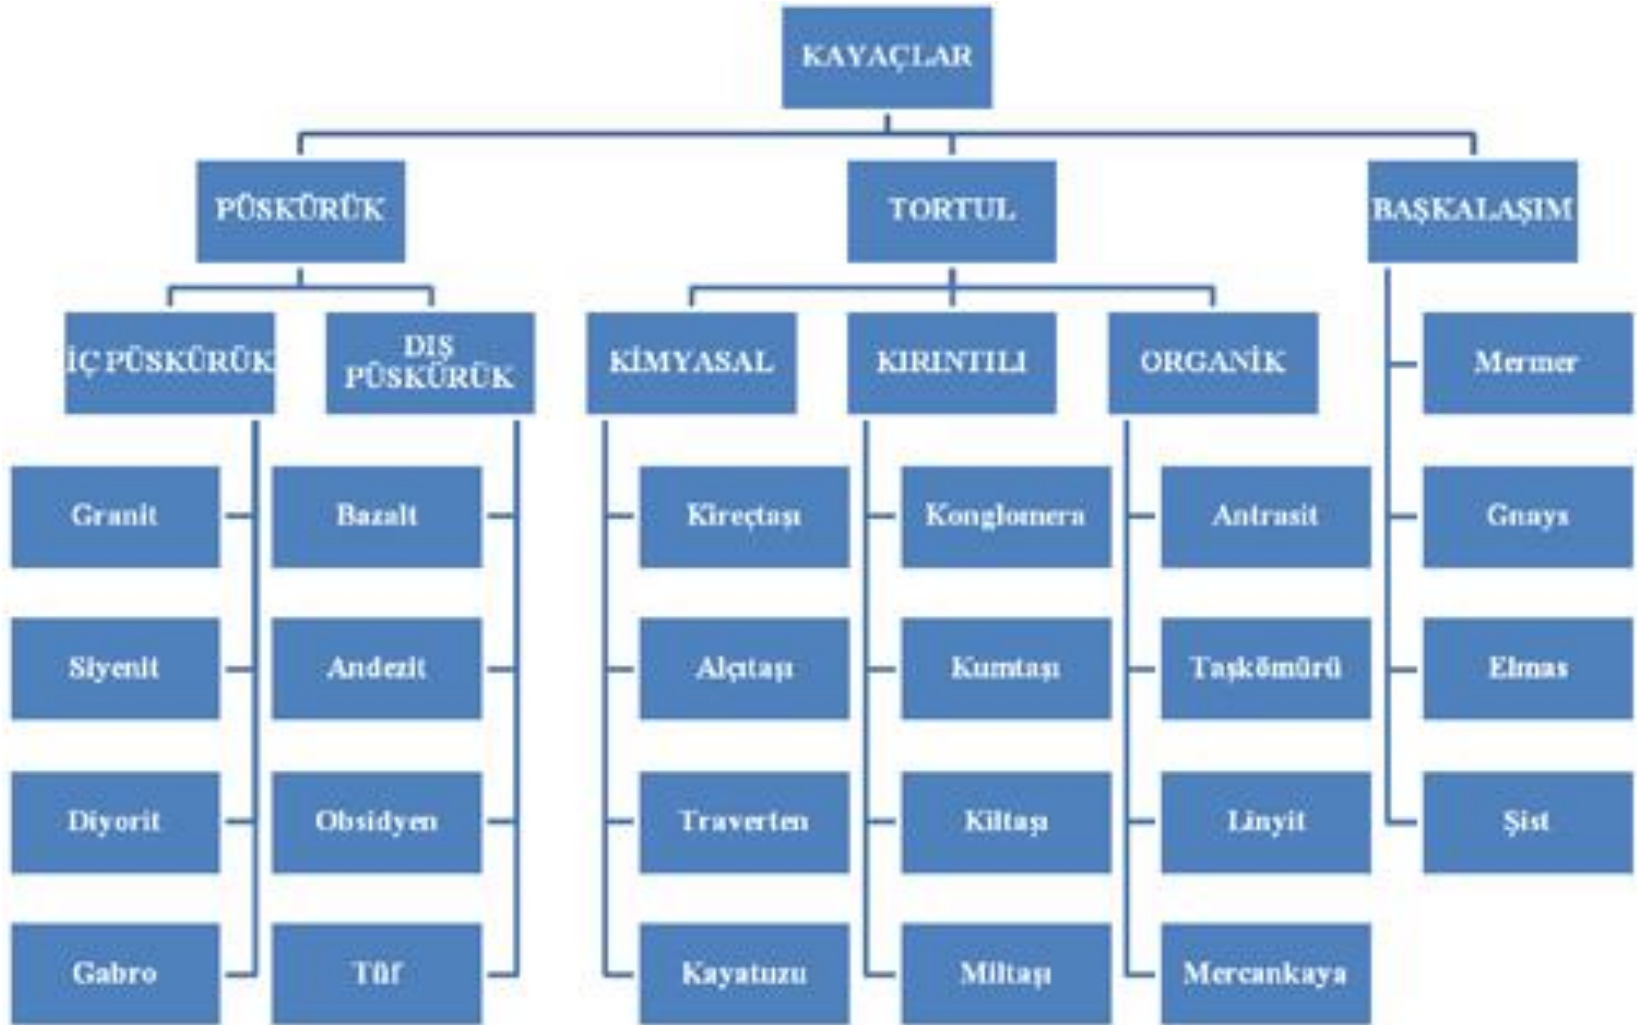 KAYAÇLAR
PÜSKÜRÜK
TORTUL
BAŞKALAŞIM
İÇ PÜSKÜRÜK
DIŞ
PÜSKÜRÜK
KİMYASAL
KIRINTILI
ORGANİK
Mermer
Granit
Bazalt
Kireçtaşı
Konglomera
Antrasit
Gnays
Siyenit
Andezit
Alçıtaşı
Kumtaşı
Taşkömürü
Elmas
Diyorit
Obsidyen
Traverten
Kiltaşı
Linyit
Şist
Gabro
Tüf
Kayatuzu
Miltaşı
Mercankaya